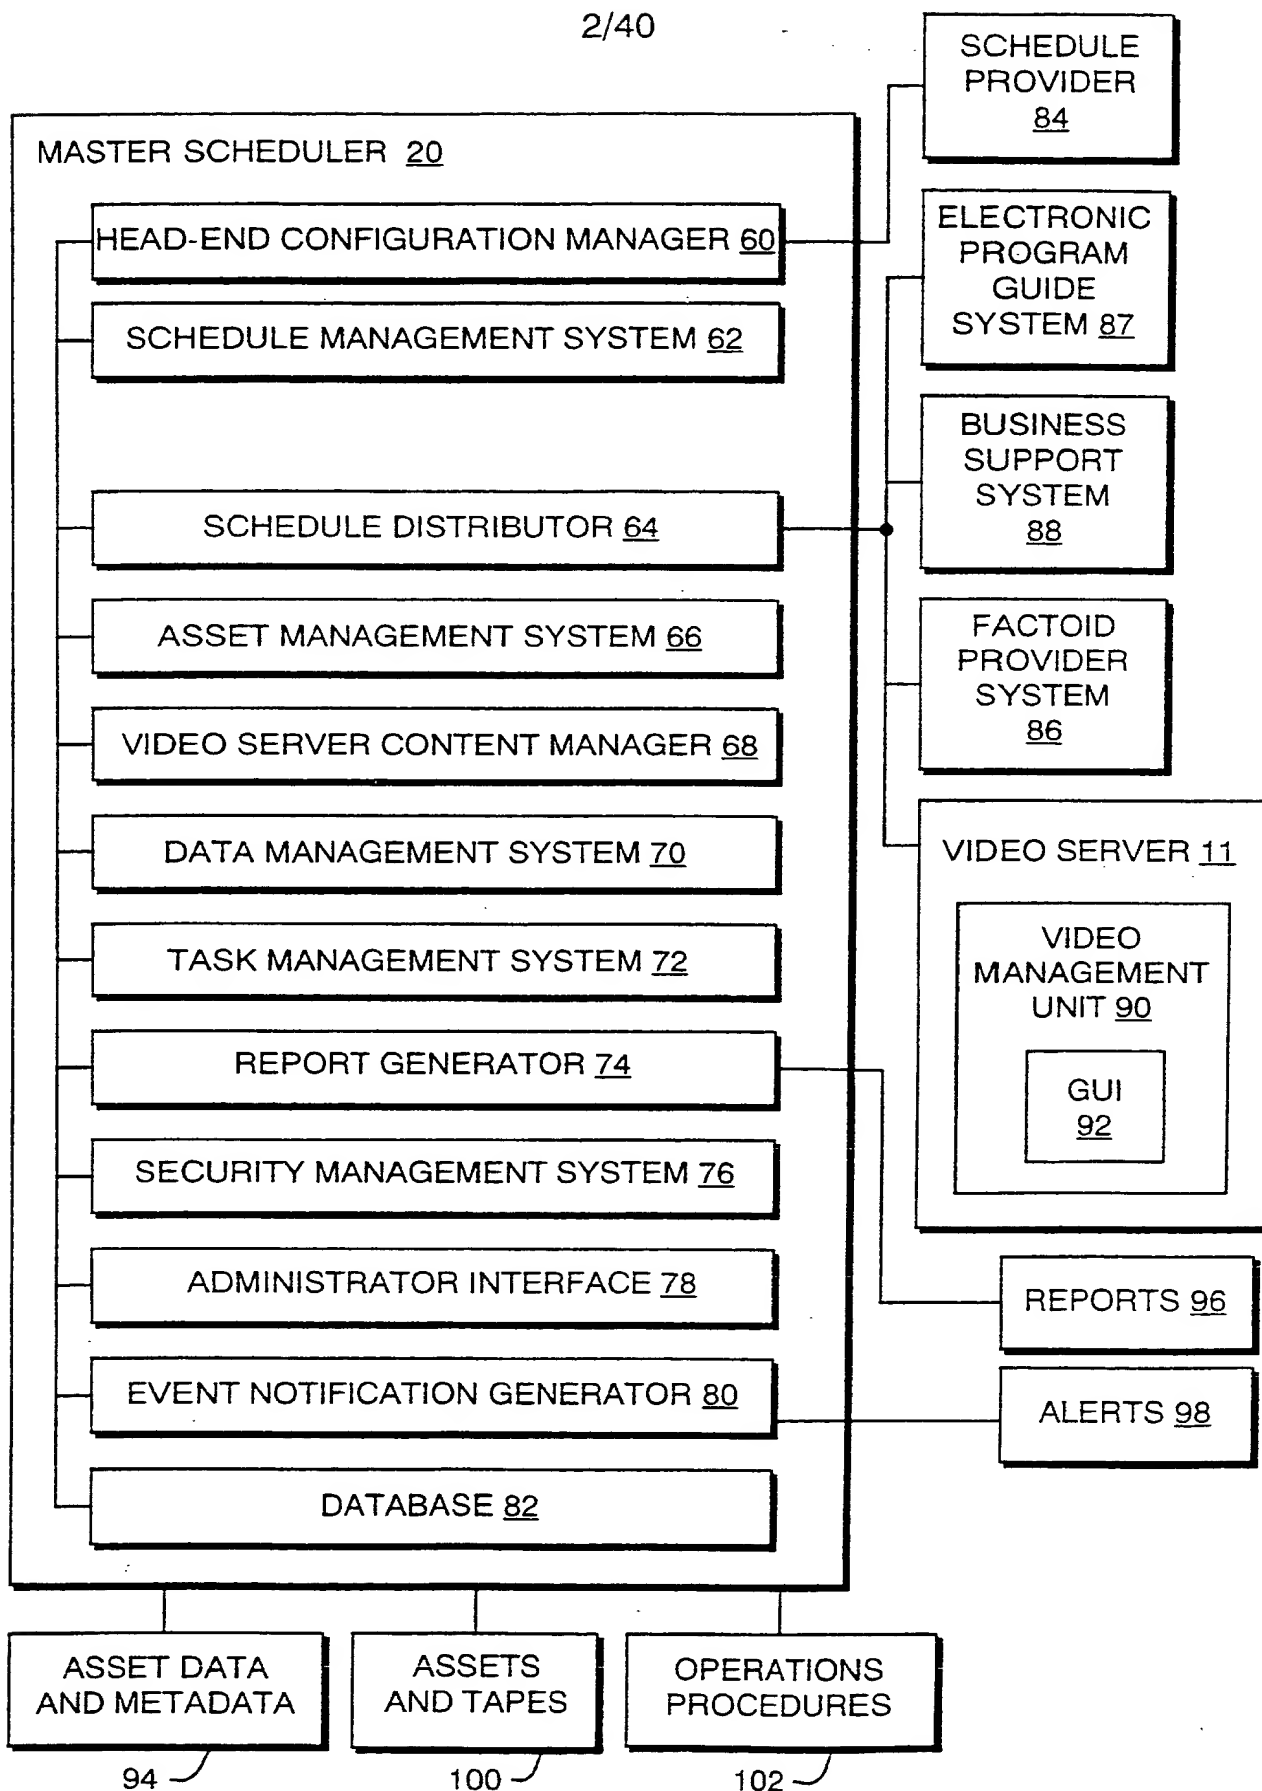 2/40
MASTER SCHEDULER 20
HEAD-END CONFIGURATION MANAGER 60
SCHEDULE MANAGEMENT SYSTEM 62
SCHEDULE DISTRIBUTOR 64
ASSET MANAGEMENT SYSTEM 66
VIDEO SERVER CONTENT MANAGER 68
DATA MANAGEMENT SYSTEM 70
TASK MANAGEMENT SYSTEM 72
REPORT GENERATOR 74
SECURITY MANAGEMENT SYSTEM 76
ADMINISTRATOR INTERFACE 78
EVENT NOTIFICATION GENERATOR 80
DATABASE 82
SCHEDULE
PROVIDER
84
ELECTRONIC
PROGRAM
GUIDE
SYSTEM 87
BUSINESS
SUPPORT
SYSTEM
88
FACTOID
PROVIDER
SYSTEM
86
VIDEO SERVER 11
VIDEO
MANAGEMENT
UNIT 90
GUI
92
REPORTS 96
ALERTS 98
ASSET DATA
AND METADATA
94
ASSETS
AND TAPES
100
OPERATIONS
PROCEDURES
102